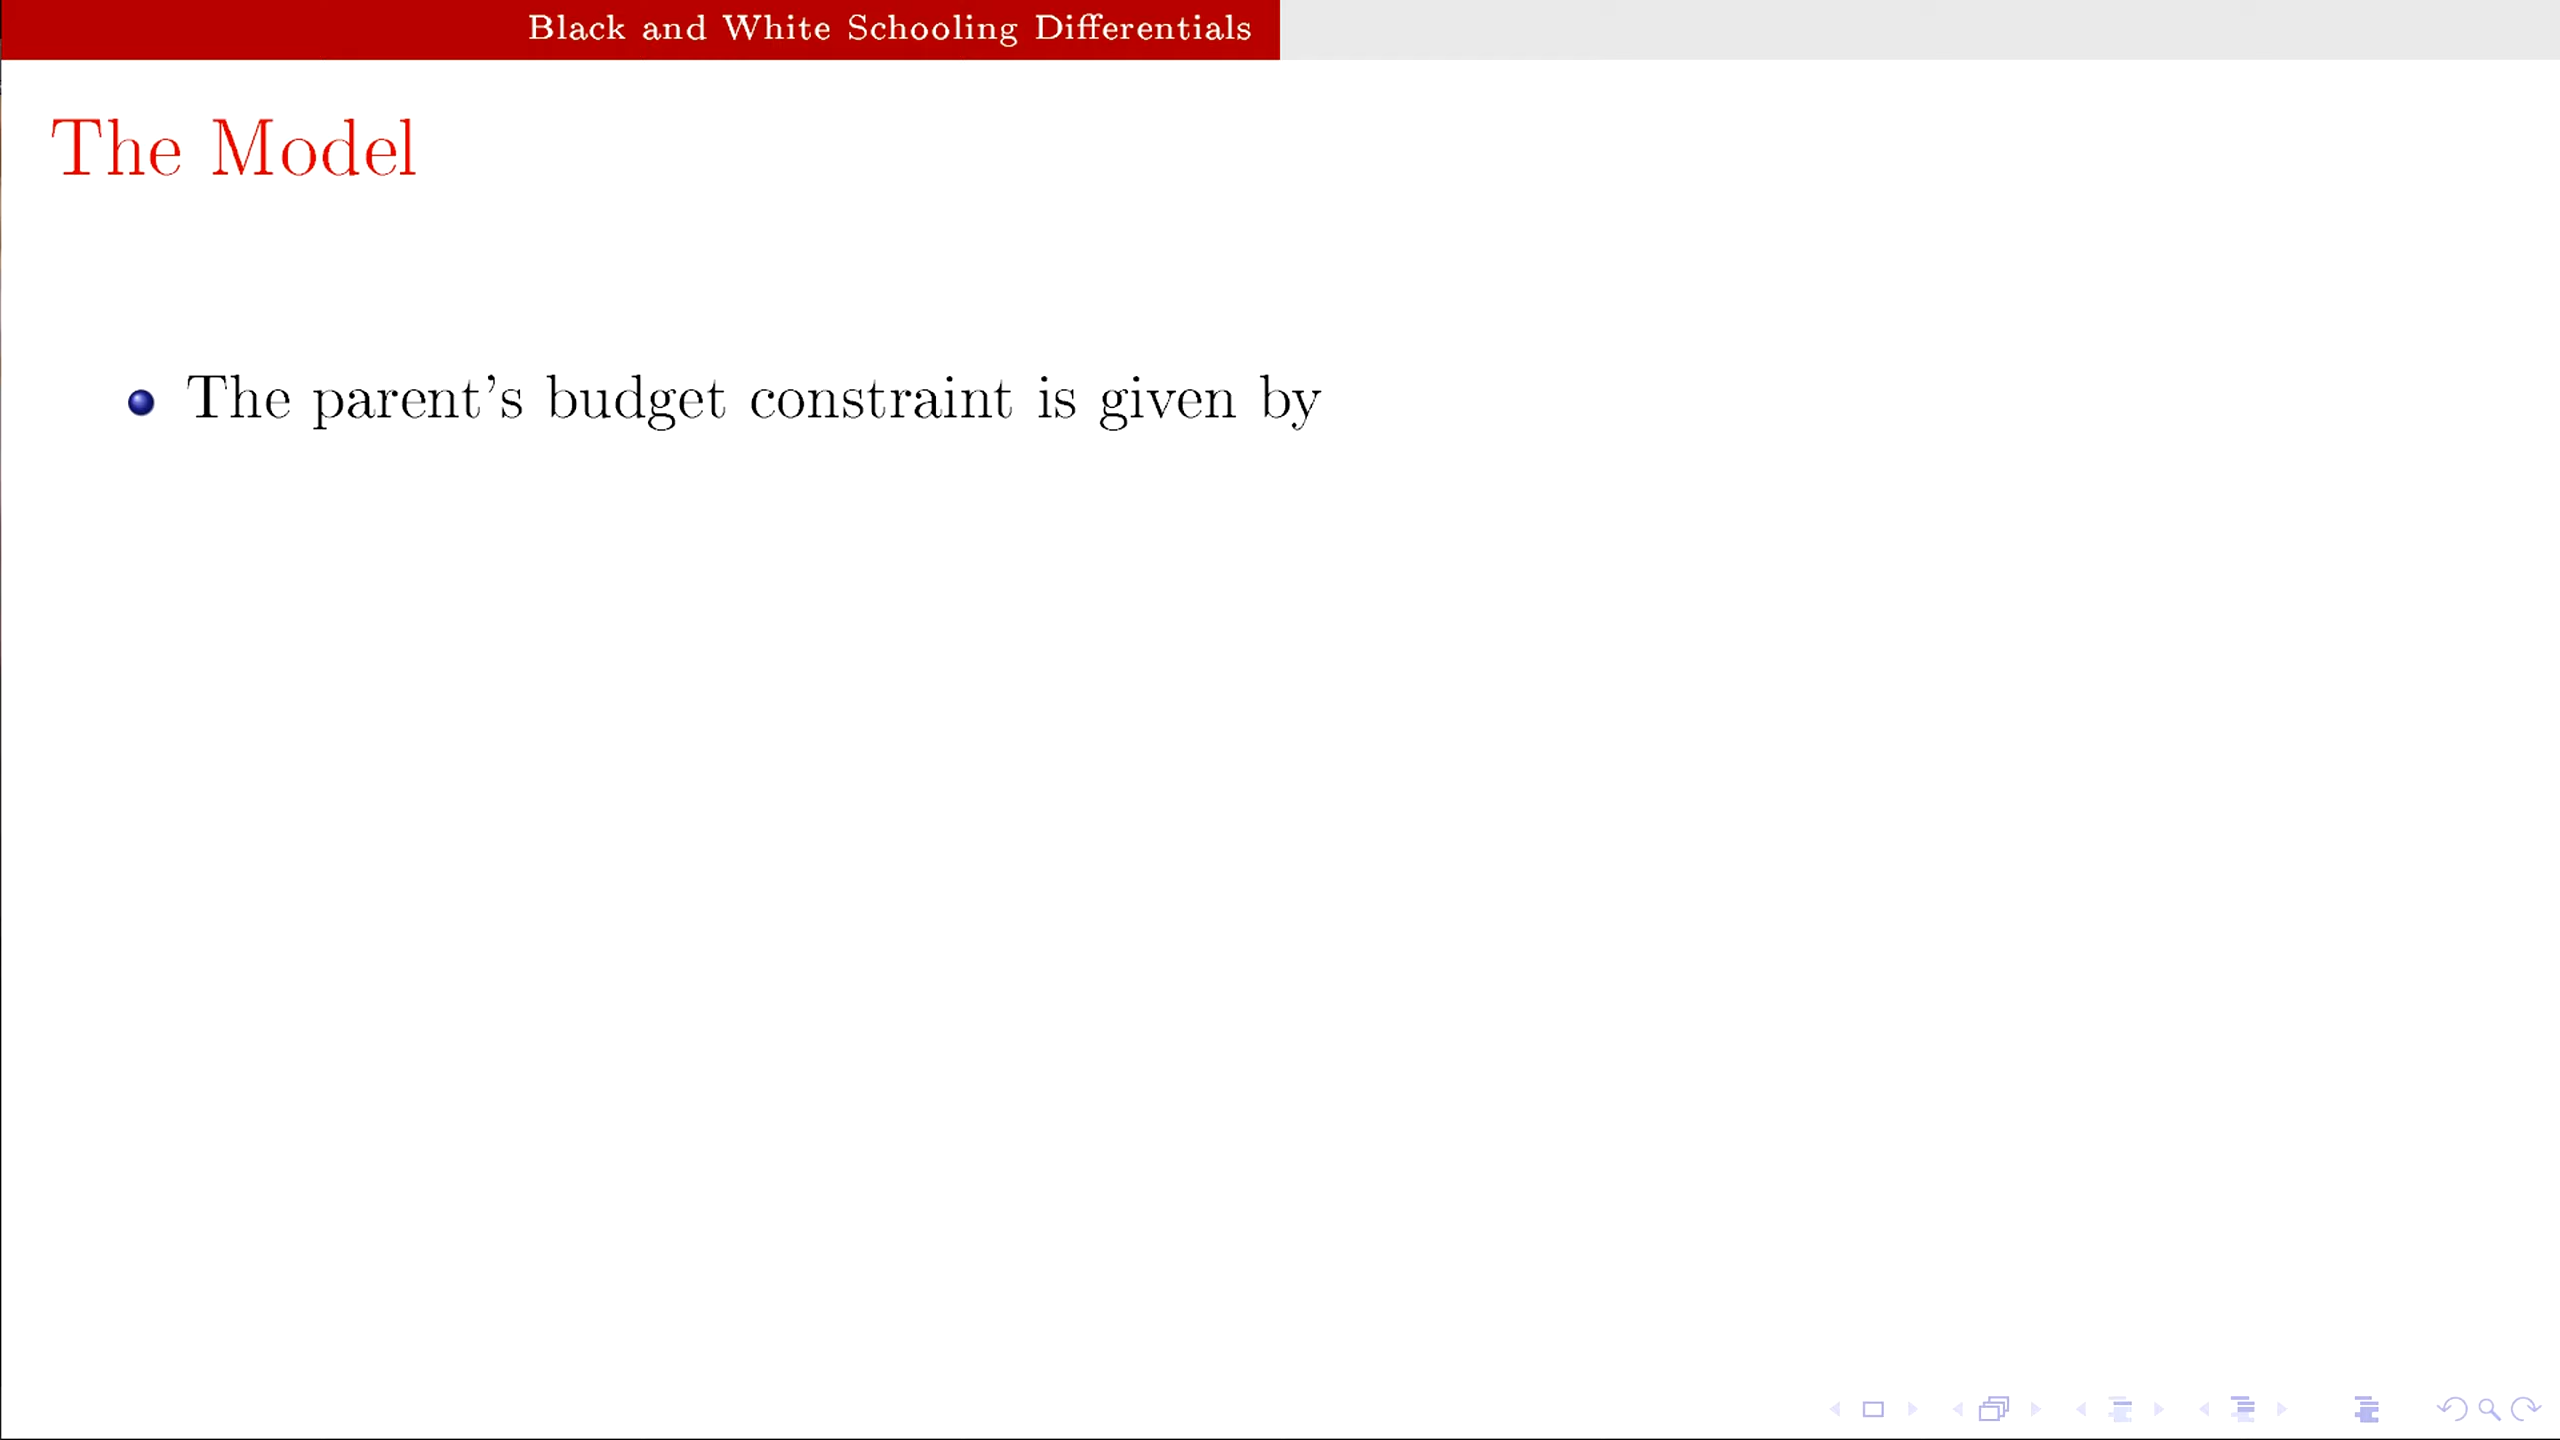 Black and White Schooling Differentials
The Model
The parent's budget constraint is given by